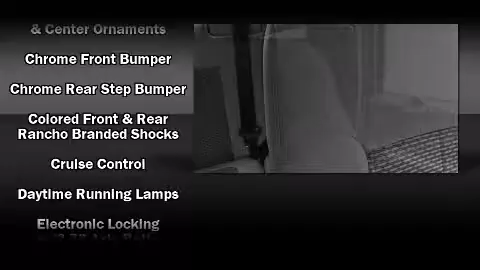 & Center Ornaments
Chrome Front Bumper
Chrome Rear Step Bumper
Colored Front & Rear
Rancho Branded Shocks
Cruise Control
Daytime Running Lamps
Electronic Locking